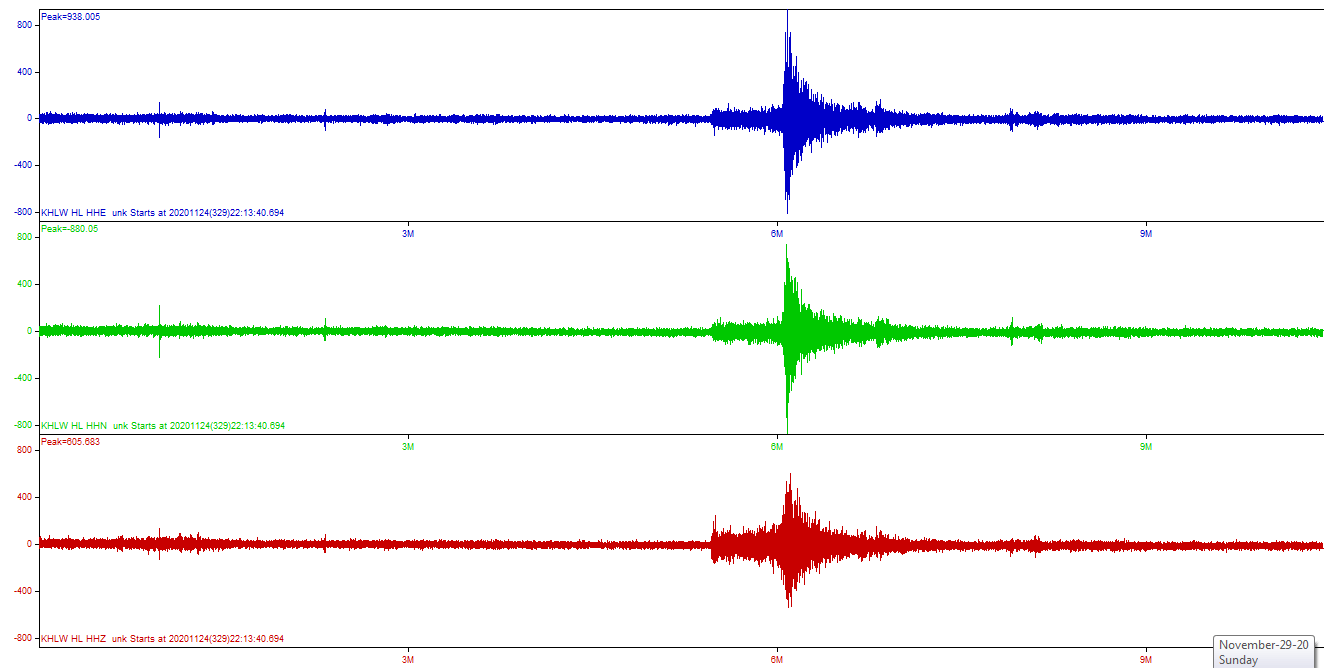 Peak=938.005
800
400
0
-400
-800
KHLW HL HHE unk Starts at 20201124(329)22:13:40.694
3M 6M 9M
Peak=-880.05
800
400
0
-400
-800
KHLW HL HHN unk Starts at 20201124(329)22:13:40.694
3M 6M 9M
Peak=605.683
800
400
0
-400
-800
KHLW HL HHZ unk Starts at 20201124(329)22:13:40.694
3M 6M 9M
November-29-20
Sunday